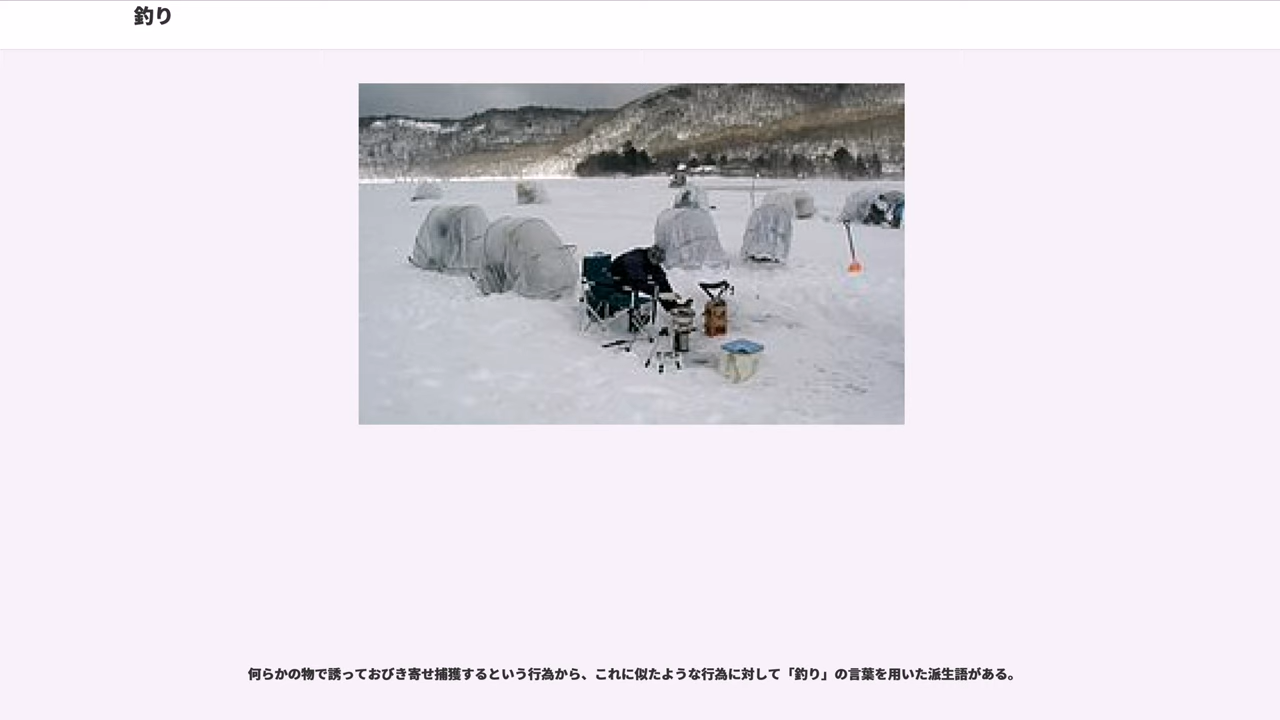 釣り
何らかの物で誘っておびき寄せ捕獲するという行為から、これに似たような行為に対して「釣り」の言葉を用いた派生語がある。